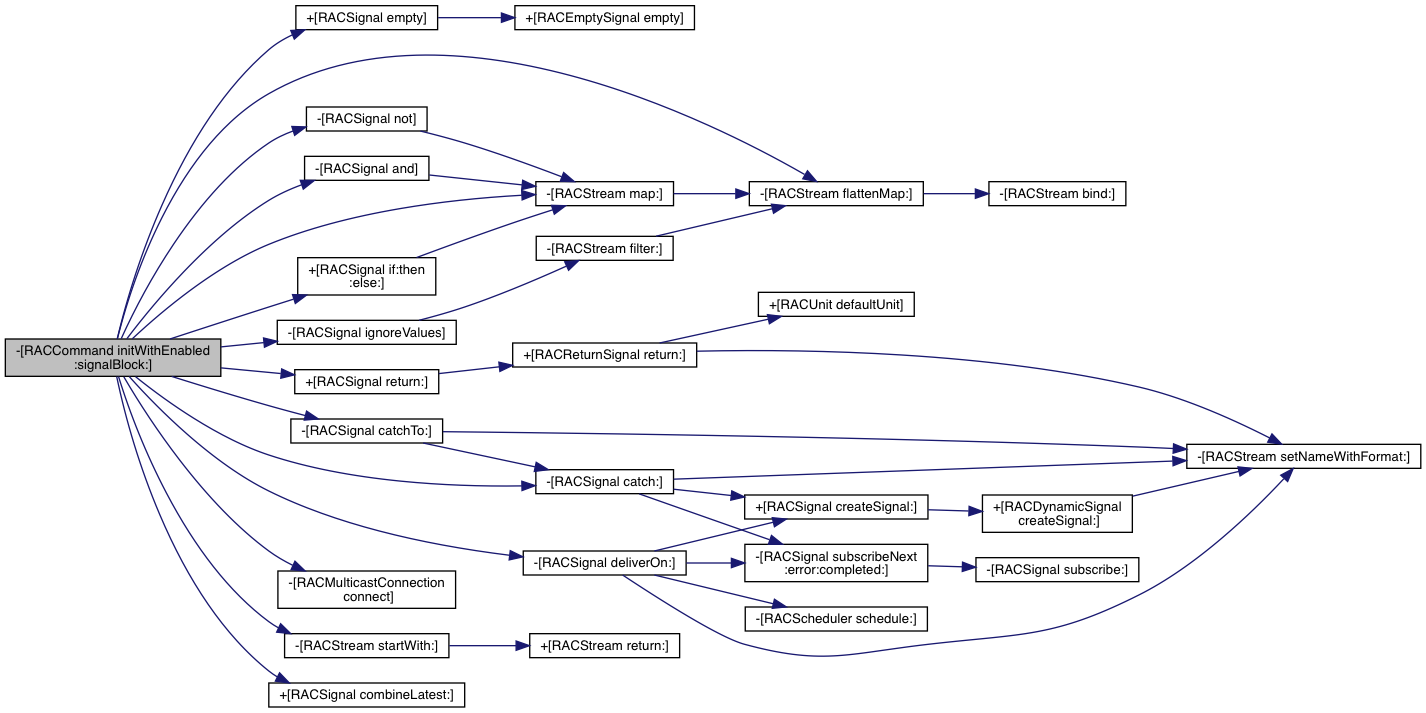 +[RACSignal empty]
+[RACEmptySignal empty]
-[RACSignal not]
-[RACSignal and]
-[RACStream map:]
-[RACStream flattenMap:]
-[RACStream bind:]
-[RACStream filter:]
+[RACSignal if:then
:else:]
+[RACUnit defaultUnit]
-[RACSignal ignoreValues]
-[RACCommand initWithEnabled
:signalBlock:]
+[RACReturnSignal return:]
+[RACSignal return:]
-[RACSignal catchTo:]
-[RACStream setNameWithFormat:]
-[RACSignal catch:]
+[RACSignal createSignal:]
+[RACDynamicSignal
createSignal:]
-[RACSignal deliverOn:]
-[RACSignal subscribeNext
:error:completed:]
-[RACSignal subscribe:]
-[RACMulticastConnection
connect]
-[RACScheduler schedule:]
-[RACStream startWith:]
+[RACStream return:]
+[RACSignal combineLatest:]